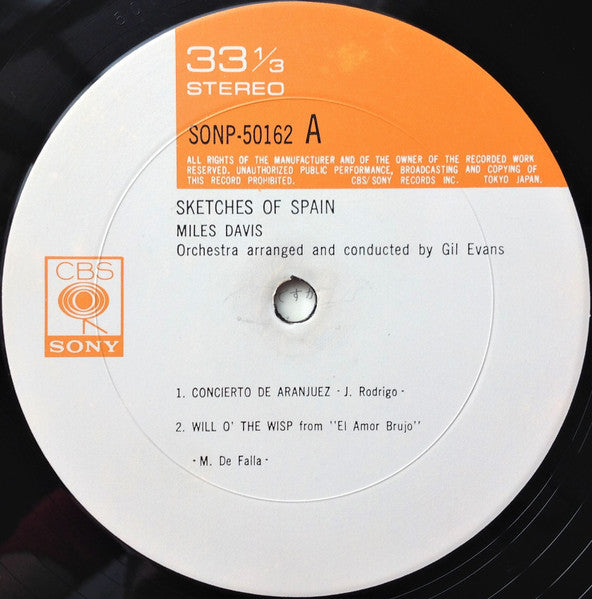 33 1/3
STEREO
SONP-50162 A
ALL RIGHTS OF THE MANUFACTURER AND OF THE OWNER OF THE RECORDED WORK
RESERVED. UNAUTHORIZED PUBLIC PERFORMANCE, BROADCASTING AND COPYING OF
THIS RECORD PROHIBITED. CBS/SONY RECORDS INC. TOKYO JAPAN.
SKETCHES OF SPAIN
MILES DAVIS
Orchestra arranged and conducted by Gil Evans
CBS
SONY
1. CONCIERTO DE ARANJUEZ - J. Rodrigo -
2. WILL O' THE WISP from "El Amor Brujo"
- M. De Falla -